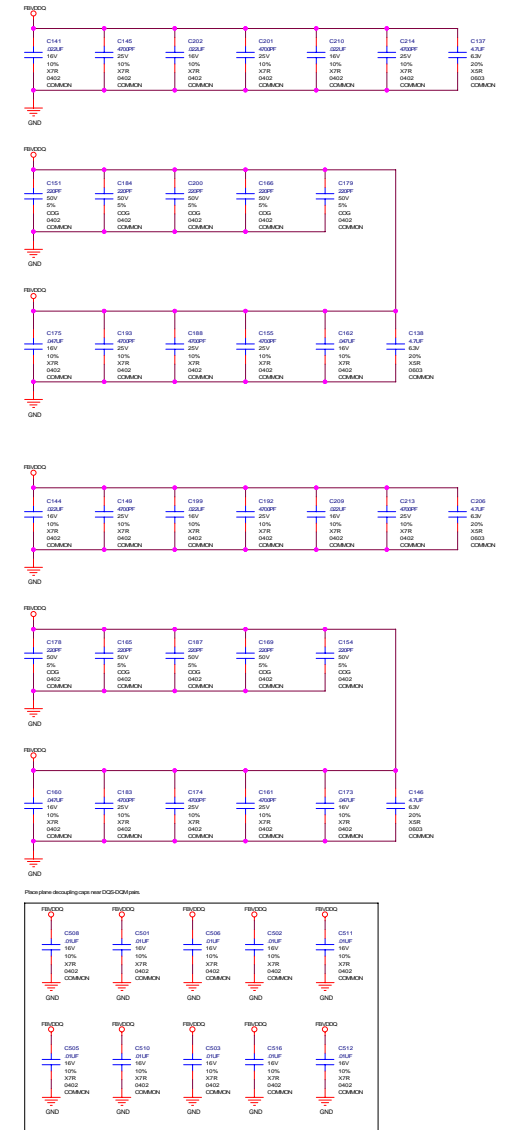 FBVDDQ
C141 C145 C202 C201 C210 C214 C137
.022UF 4700PF .022UF 4700PF .022UF 4700PF 4.7UF
16V 25V 16V 25V 16V 25V 6.3V
10% 10% 10% 10% 10% 10% 20%
X7R X7R X7R X7R X7R X7R X5R
0402 0402 0402 0402 0402 0402 0603
COMMON COMMON COMMON COMMON COMMON COMMON COMMON
GND
FBVDDQ
C151 C184 C200 C166 C179
220PF 220PF 220PF 220PF 220PF
50V 50V 50V 50V 50V
5% 5% 5% 5% 5%
COG COG COG COG COG
0402 0402 0402 0402 0402
COMMON COMMON COMMON COMMON COMMON
GND
FBVDDQ
C175 C193 C188 C155 C162 C138
.047UF 4700PF 4700PF 4700PF .047UF 4.7UF
16V 25V 25V 25V 16V 6.3V
10% 10% 10% 10% 10% 20%
X7R X7R X7R X7R X7R X5R
0402 0402 0402 0402 0402 0603
COMMON COMMON COMMON COMMON COMMON COMMON
GND
FBVDDQ
C144 C149 C199 C192 C209 C213 C206
.022UF 4700PF .022UF 4700PF .022UF 4700PF 4.7UF
16V 25V 16V 25V 16V 25V 6.3V
10% 10% 10% 10% 10% 10% 20%
X7R X7R X7R X7R X7R X7R X5R
0402 0402 0402 0402 0402 0402 0603
COMMON COMMON COMMON COMMON COMMON COMMON COMMON
GND
FBVDDQ
C178 C165 C187 C169 C154
220PF 220PF 220PF 220PF 220PF
50V 50V 50V 50V 50V
5% 5% 5% 5% 5%
COG COG COG COG COG
0402 0402 0402 0402 0402
COMMON COMMON COMMON COMMON COMMON
GND
FBVDDQ
C160 C183 C174 C161 C173 C146
.047UF 4700PF 4700PF 4700PF .047UF 4.7UF
16V 25V 25V 25V 16V 6.3V
10% 10% 10% 10% 10% 20%
X7R X7R X7R X7R X7R X5R
0402 0402 0402 0402 0402 0603
COMMON COMMON COMMON COMMON COMMON COMMON
GND
Place plane decoupling caps near DQS-DQM pairs.
FBVDDQ FBVDDQ FBVDDQ FBVDDQ FBVDDQ
C508 C501 C506 C502 C511
.01UF .01UF .01UF .01UF .01UF
16V 16V 16V 16V 16V
10% 10% 10% 10% 10%
X7R X7R X7R X7R X7R
0402 0402 0402 0402 0402
COMMON COMMON COMMON COMMON COMMON
GND GND GND GND GND
FBVDDQ FBVDDQ FBVDDQ FBVDDQ FBVDDQ
C505 C510 C503 C516 C512
.01UF .01UF .01UF .01UF .01UF
16V 16V 16V 16V 16V
10% 10% 10% 10% 10%
X7R X7R X7R X7R X7R
0402 0402 0402 0402 0402
COMMON COMMON COMMON COMMON COMMON
GND GND GND GND GND